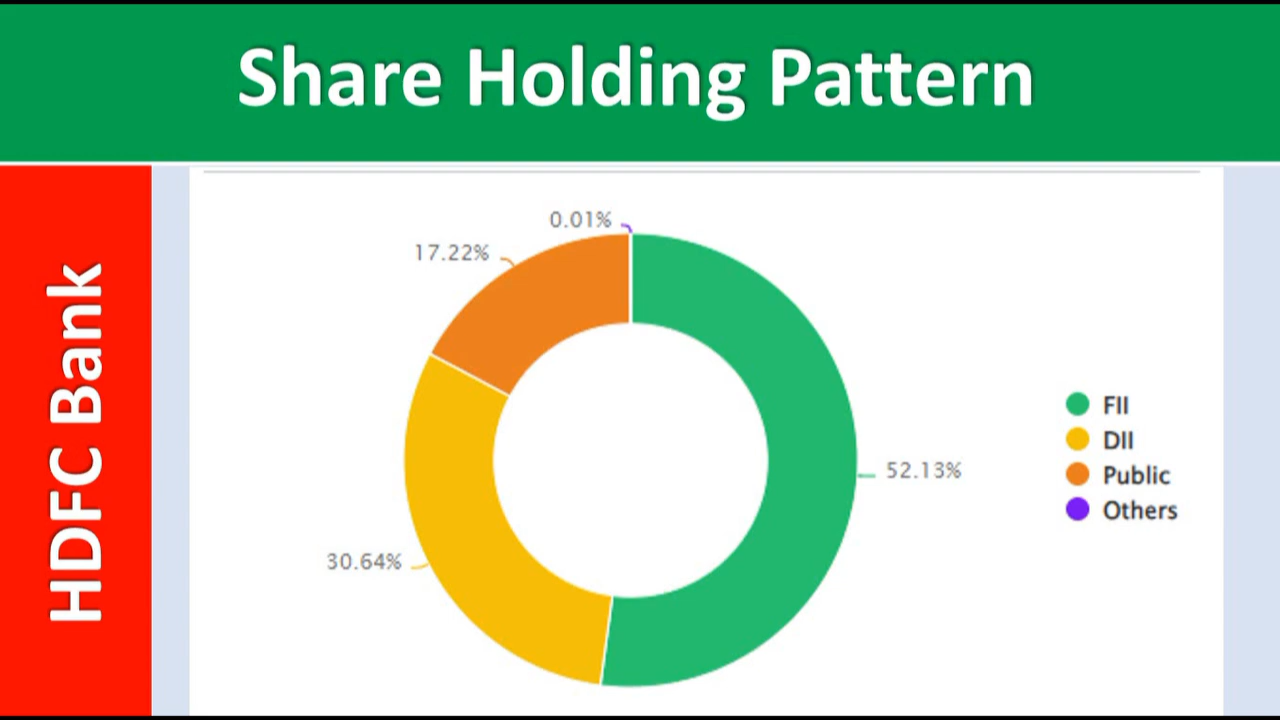 Share Holding Pattern
HDFC Bank
0.01%
17.22%
52.13%
30.64%
FII
DII
Public
Others